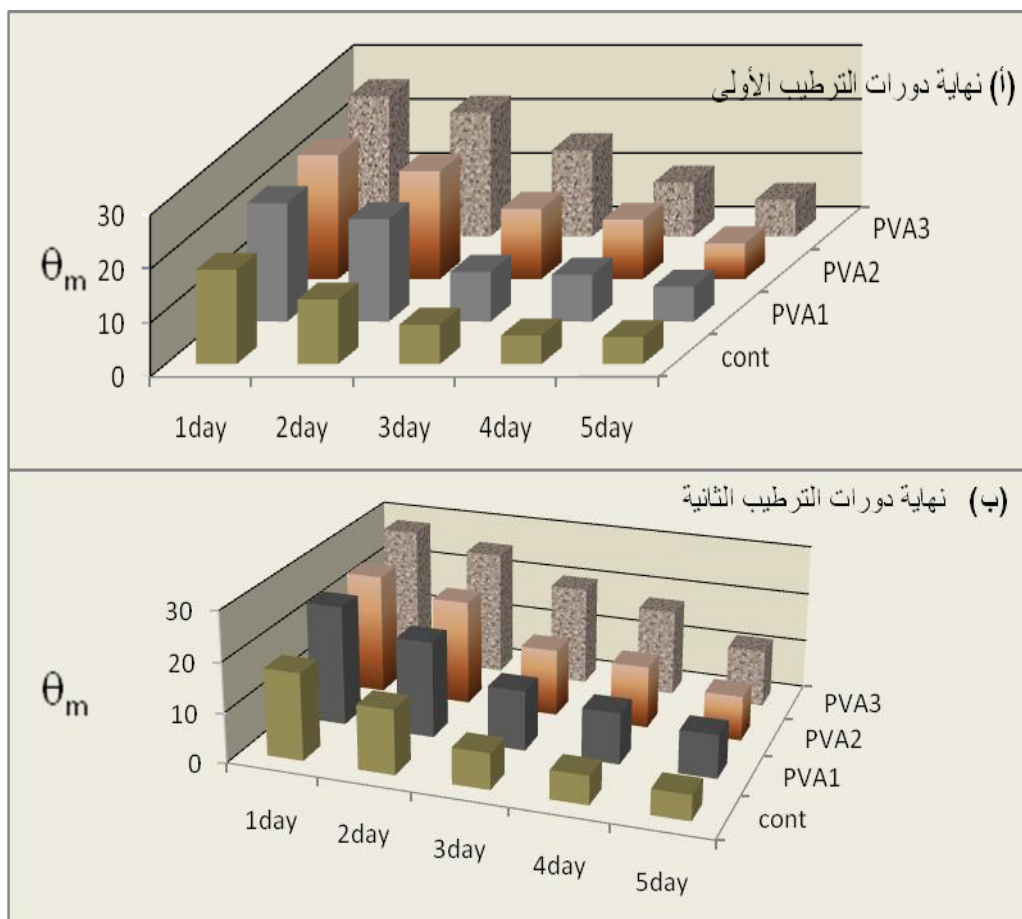 (أ) نهاية دورات الترطيب الأولى
30
20
10
0
θm
1day 2day 3day 4day 5day
cont
PVA1
PVA2
PVA3
(ب) نهاية دورات الترطيب الثانية
30
20
10
0
θm
1day 2day 3day 4day 5day
cont
PVA1
PVA2
PVA3